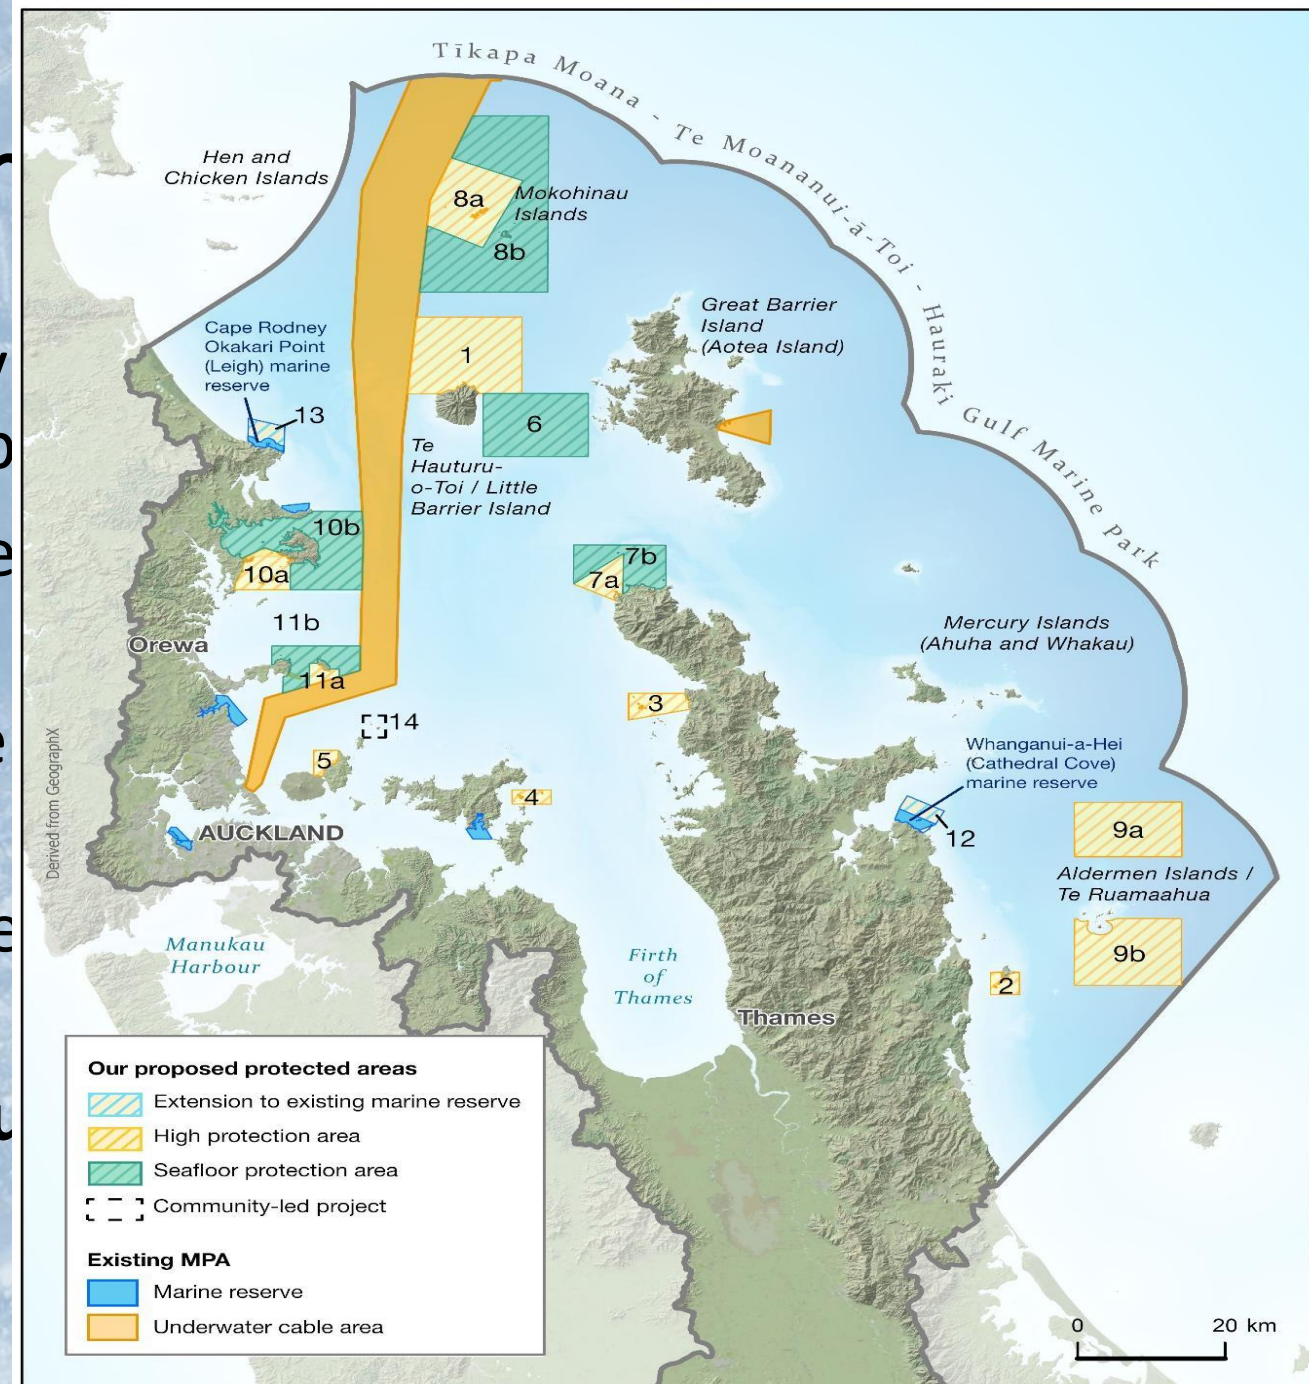 Tīkapa Moana - Te Moananui-ā-Toi - Hauraki Gulf Marine Park
Hen and
Chicken Islands
8a
Mokohinau
Islands
8b
Great Barrier
Island
(Aotea Island)
Cape Rodney
Okakari Point
(Leigh) marine
reserve
1
13
6
Te
Hauturu-
o-Toi / Little
Barrier Island
10b
10a
7b
7a
11b
Orewa
Mercury Islands
(Ahuha and Whakau)
11a
3
14
Whanganui-a-Hei
(Cathedral Cove)
marine reserve
5
4
AUCKLAND
12
9a
Aldermen Islands /
Te Ruamaahua
Derived from GeographX
Manukau
Harbour
Firth
of
Thames
9b
2
Thames
Our proposed protected areas
Extension to existing marine reserve
High protection area
Seafloor protection area
Community-led project
Existing MPA
Marine reserve
Underwater cable area
0 20 km